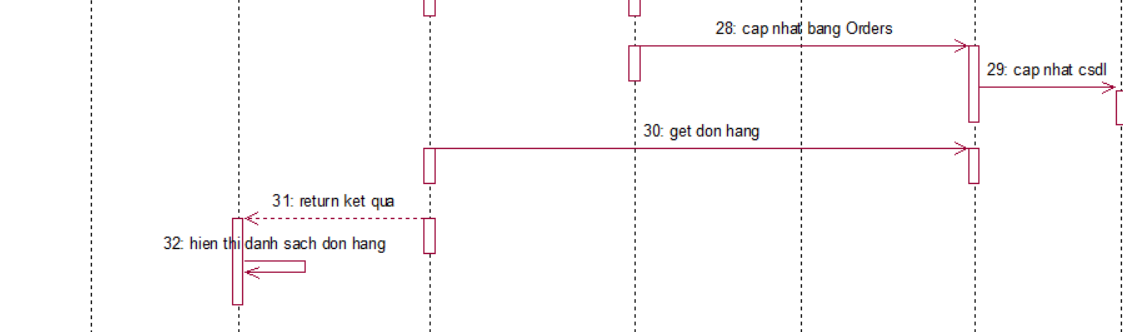 28: cap nhat bang Orders
29: cap nhat csdl
30: get don hang
31: return ket qua
32: hien thi danh sach don hang